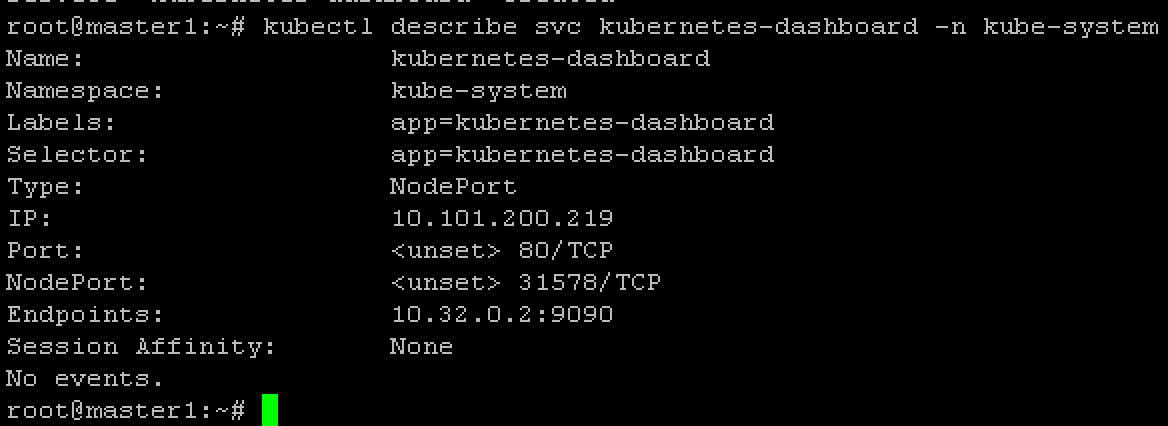 root@master1:~# kubectl describe svc kubernetes-dashboard -n kube-system
Name:                   kubernetes-dashboard
Namespace:              kube-system
Labels:                 app=kubernetes-dashboard
Selector:               app=kubernetes-dashboard
Type:                   NodePort
IP:                     10.101.200.219
Port:                   <unset> 80/TCP
NodePort:               <unset> 31578/TCP
Endpoints:              10.32.0.2:9090
Session Affinity:       None
No events.
root@master1:~#